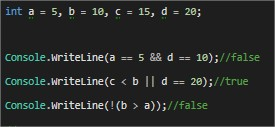 int a = 5, b = 10, c = 15, d = 20;
Console.WriteLine(a == 5 && d == 10);//false
Console.WriteLine(c < b || d == 20);//true
Console.WriteLine(!(b > a));//false